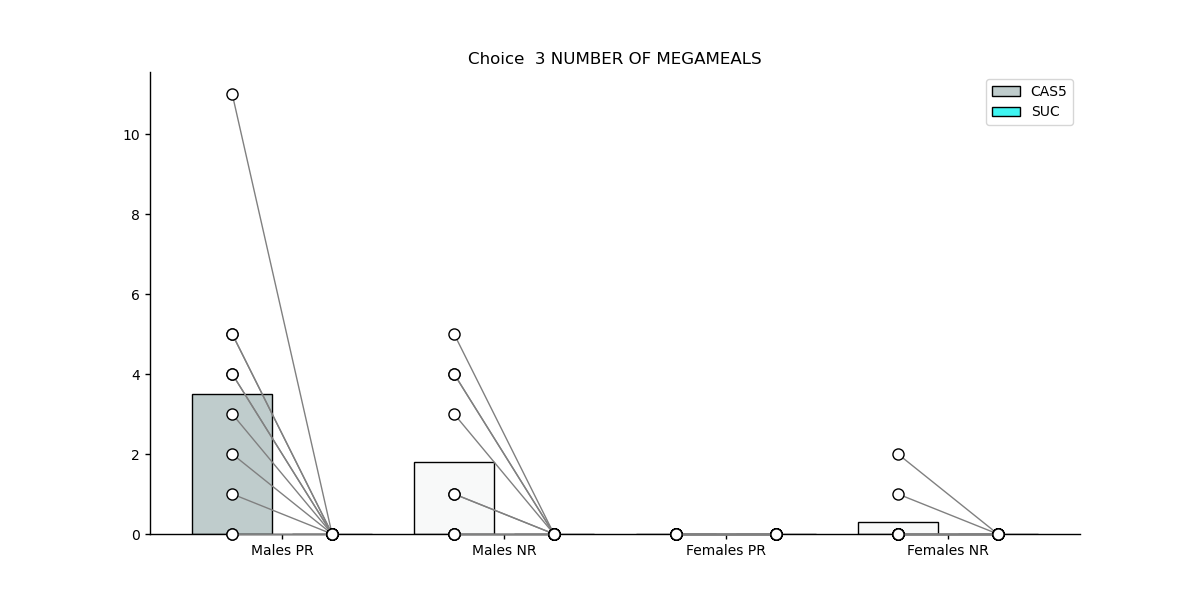 Choice  3 NUMBER OF MEGAMEALS
CAS5
SUC
10
8
6
4
2
0
Males PR
Males NR
Females PR
Females NR